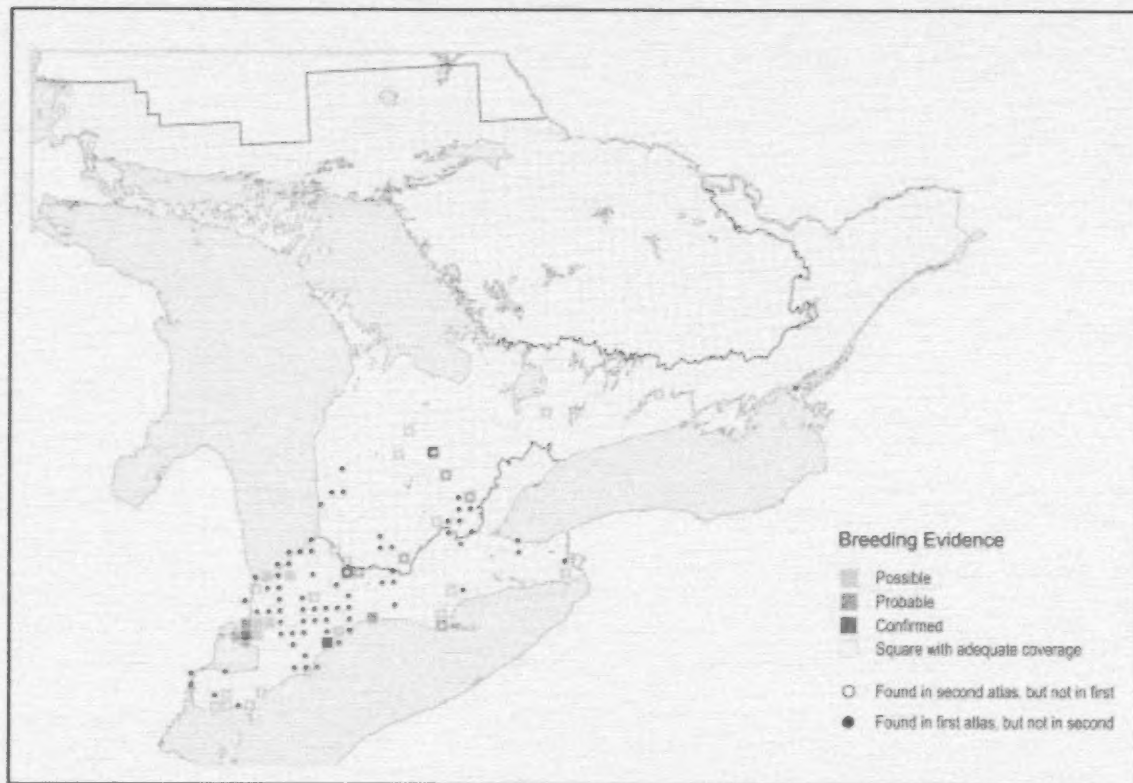 Breeding Evidence
Possible
Probable
Confirmed
Square with adequate coverage
Found in second atlas, but not in first
Found in first atlas, but not in second